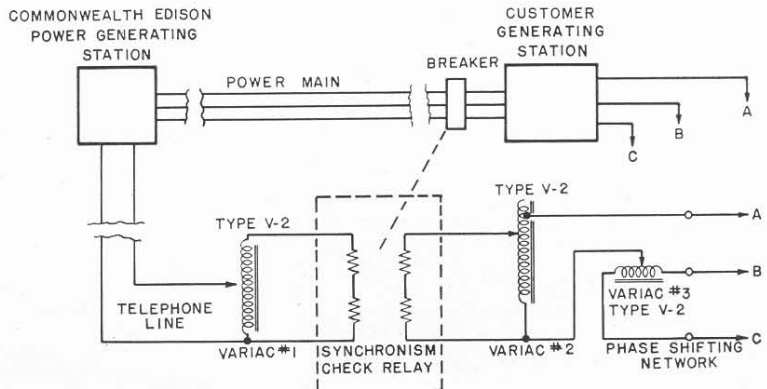 COMMONWEALTH EDISON
POWER GENERATING
STATION
CUSTOMER
GENERATING
STATION
BREAKER
POWER MAIN
A
B
C
TYPE V-2
TYPE V-2
A
B
VARIAC #3
TYPE V-2
TELEPHONE
LINE
VARIAC #1
SYNCHRONISM
CHECK RELAY
VARIAC #2
C
PHASE SHIFTING
NETWORK